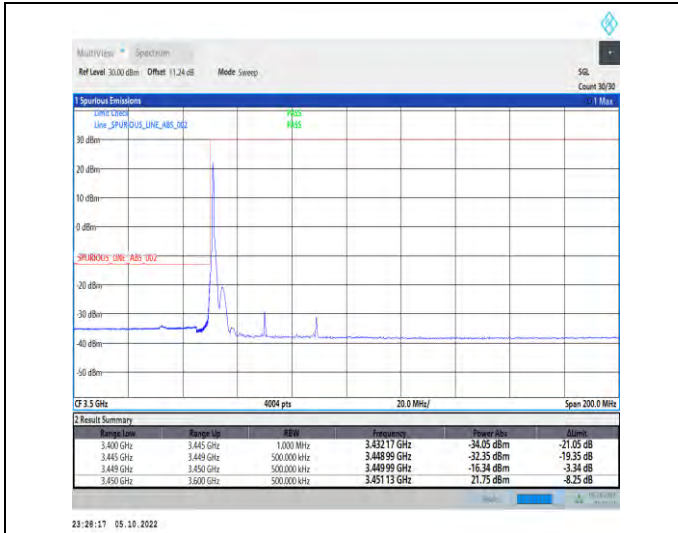 MultiView Spectrum
Ref Level 30.00 dBm Offset 11.24 dB Mode Sweep SGL
Count 30/30
1 Spurious Emissions 1 Max
Limit Check PASS
Line _SPURIOUS_LINE_ABS_002 PASS
30 dBm
20 dBm
10 dBm
0 dBm
_SPURIOUS_LINE_ABS_002
-20 dBm
-30 dBm
-40 dBm
-50 dBm
CF 3.5 GHz 4004 pts 20.0 MHz/ Span 200.0 MHz
2 Result Summary
Range Low Range Up RBW Frequency Power Abs ΔLimit
3.400 GHz 3.445 GHz 1.000 MHz 3.432 17 GHz -34.05 dBm -21.05 dB
3.445 GHz 3.449 GHz 500.000 kHz 3.448 99 GHz -32.35 dBm -19.35 dB
3.449 GHz 3.450 GHz 500.000 kHz 3.449 99 GHz -16.34 dBm -3.34 dB
3.450 GHz 3.600 GHz 500.000 kHz 3.451 13 GHz 21.75 dBm -8.25 dB
23:28:17 05.10.2022